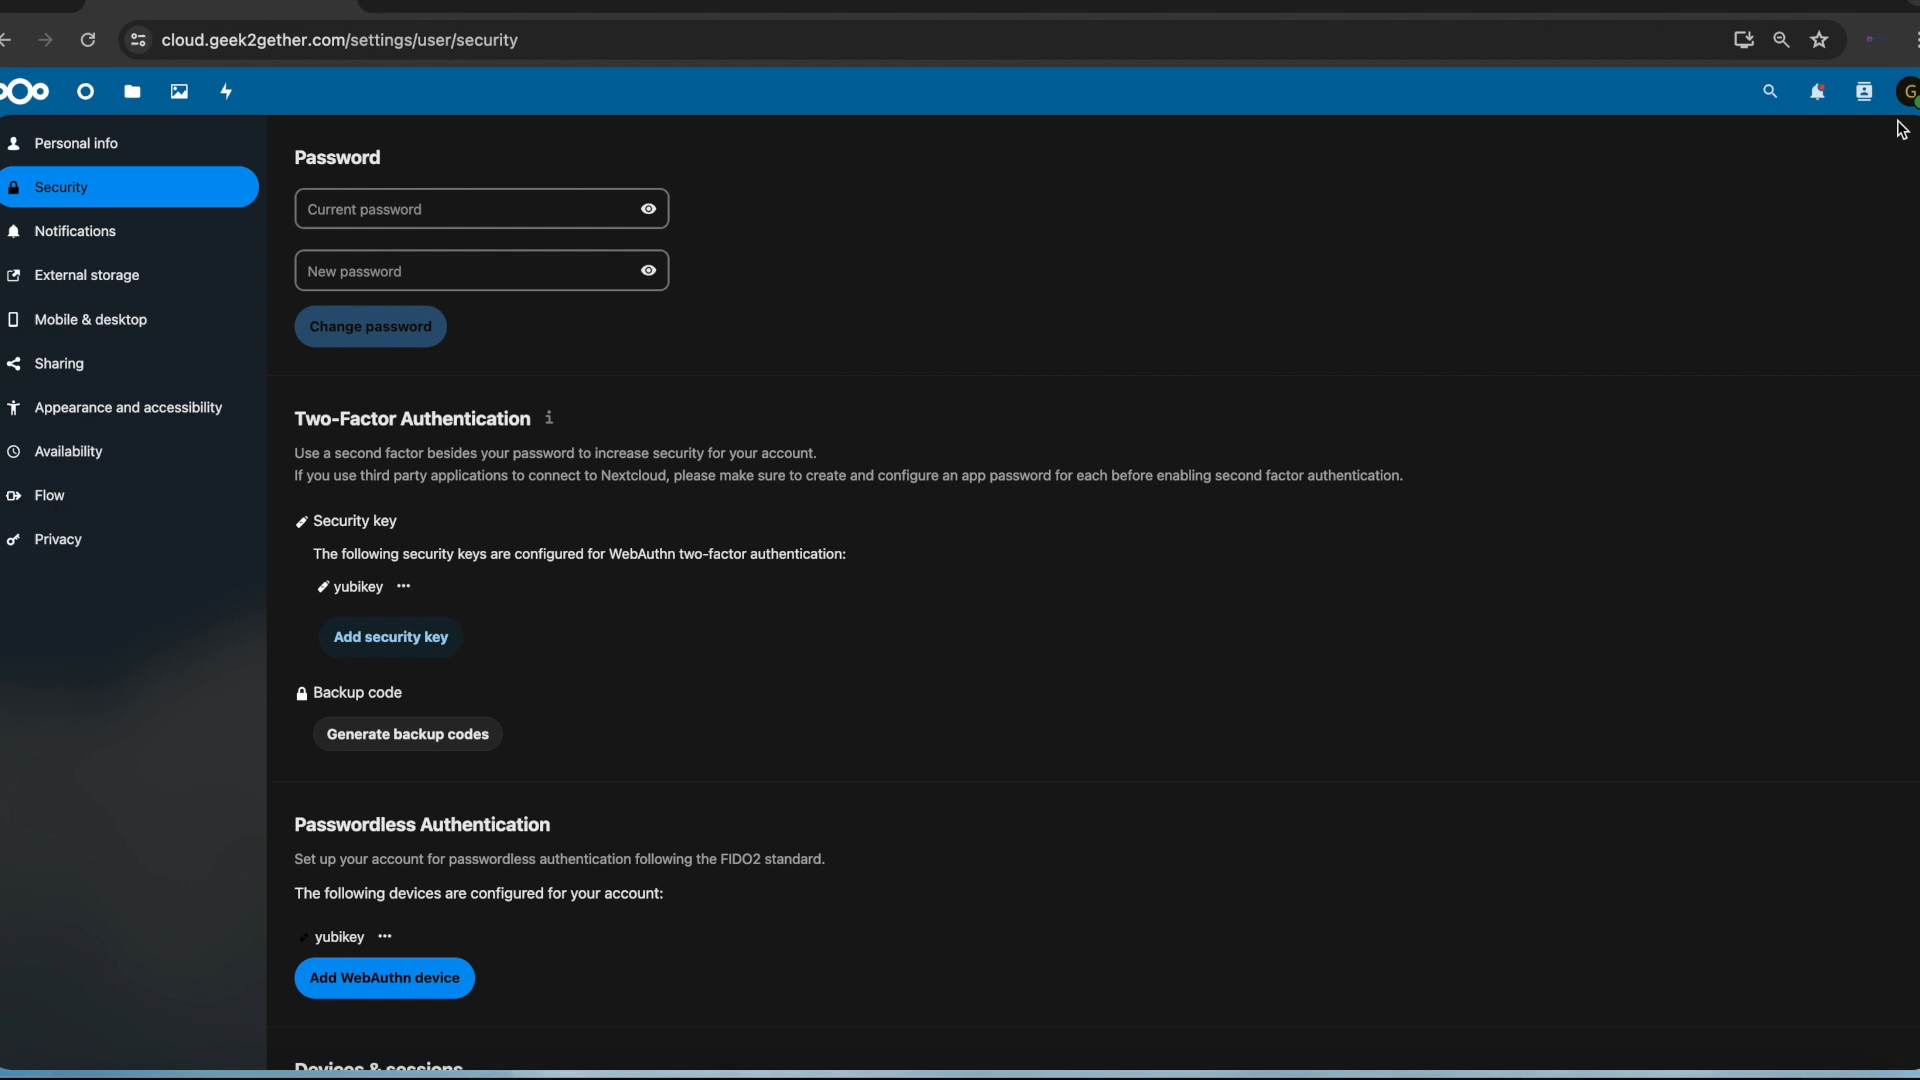 cloud.geek2gether.com/settings/user/security
G
Personal info
Security
Notifications
External storage
Mobile & desktop
Sharing
Appearance and accessibility
Availability
Flow
Privacy
Password
Current password
New password
Change password
Two-Factor Authentication i
Use a second factor besides your password to increase security for your account.
If you use third party applications to connect to Nextcloud, please make sure to create and configure an app password for each before enabling second factor authentication.
Security key
The following security keys are configured for WebAuthn two-factor authentication:
yubikey ···
Add security key
Backup code
Generate backup codes
Passwordless Authentication
Set up your account for passwordless authentication following the FIDO2 standard.
The following devices are configured for your account:
yubikey ···
Add WebAuthn device
Devices & sessions